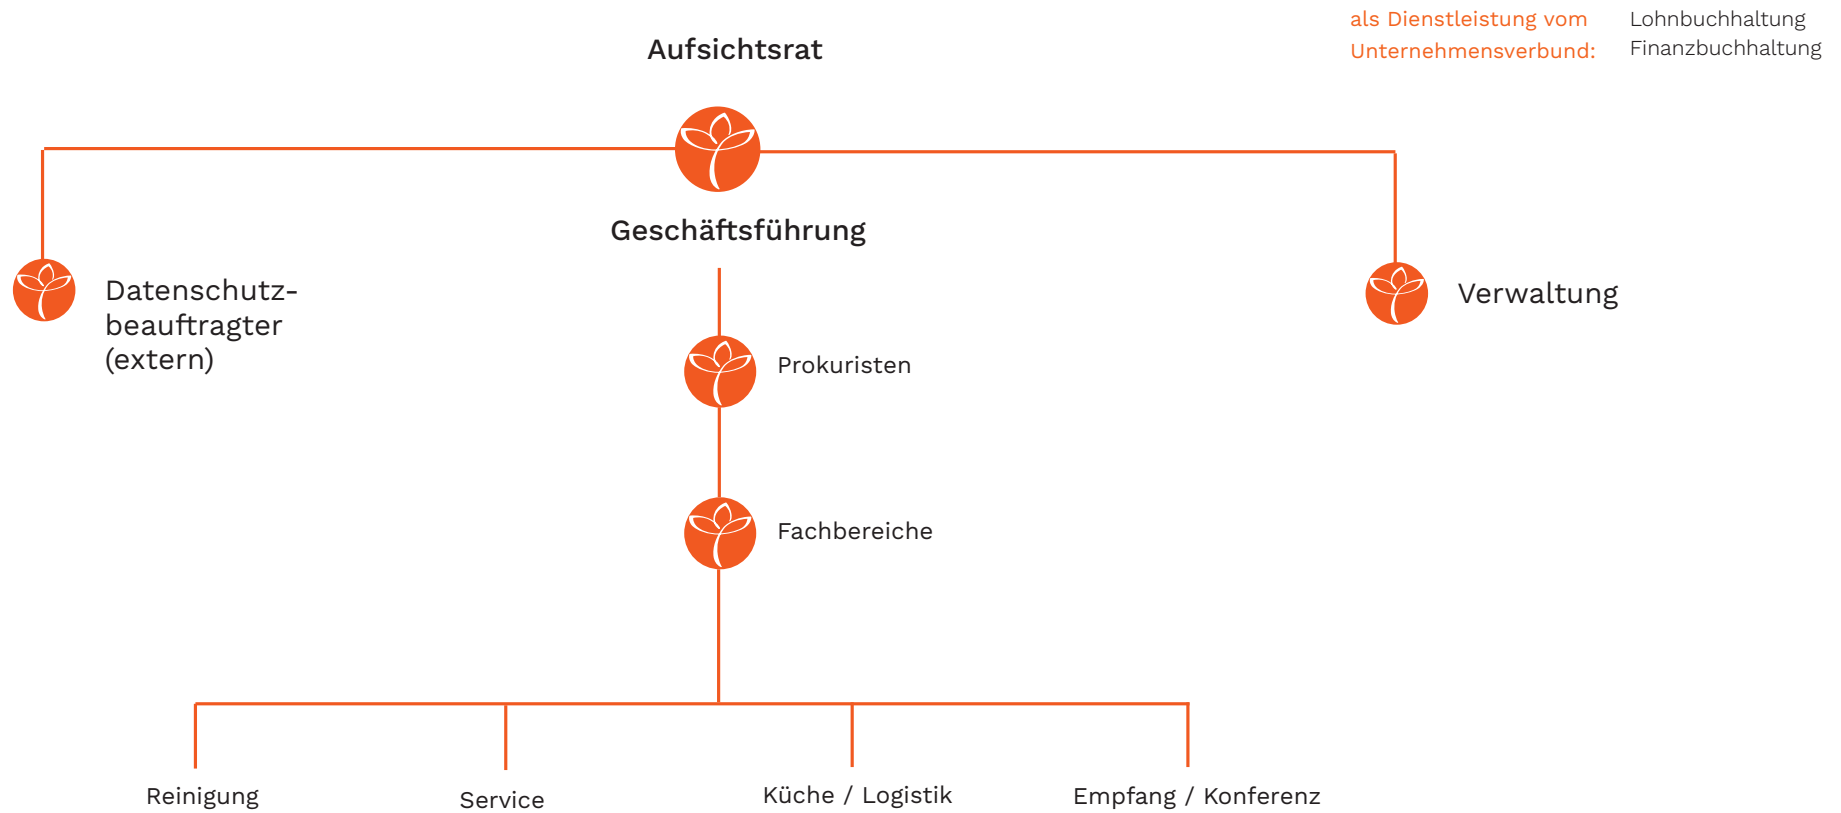 als Dienstleistung vom
Unternehmensverbund:
Lohnbuchhaltung
Finanzbuchhaltung
Aufsichtsrat
Geschäftsführung
Datenschutz-
beauftragter
(extern)
Verwaltung
Prokuristen
Fachbereiche
Reinigung
Service
Küche / Logistik
Empfang / Konferenz